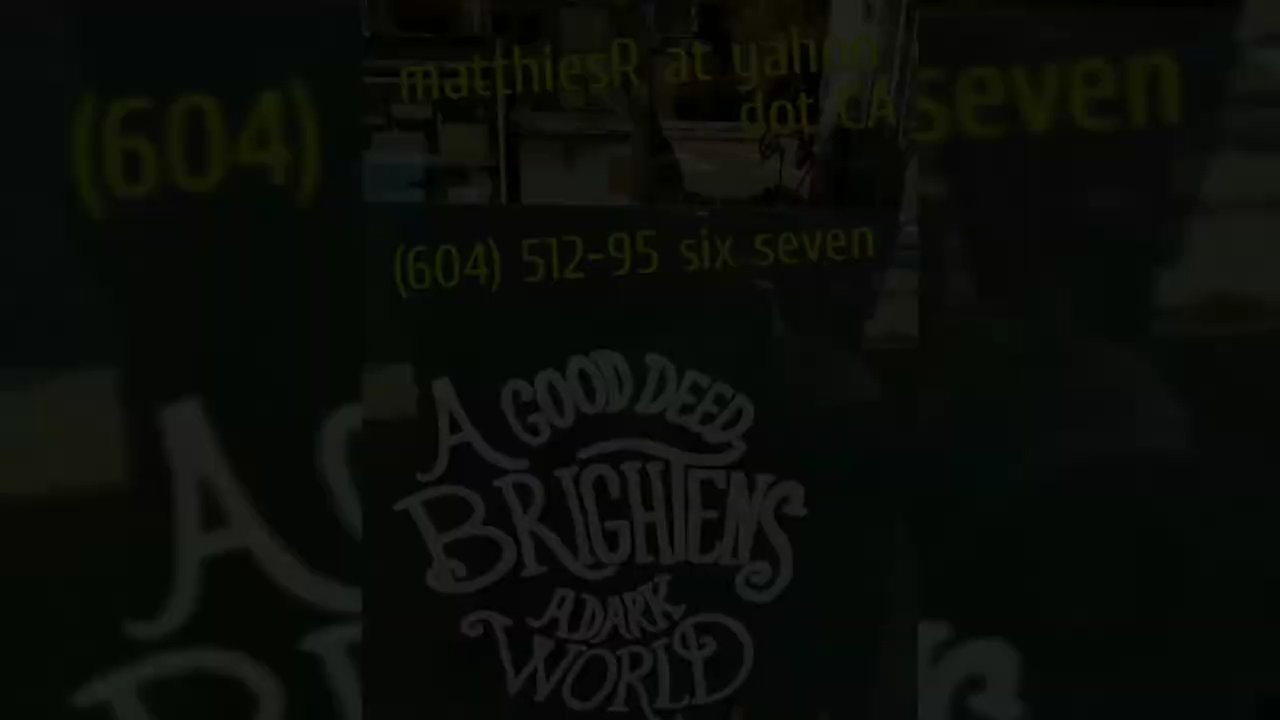 matthiesR at yahoo
dot CA
(604) 512-95 six seven
A GOOD DEED,
BRIGHTENS
A DARK
WORLD
(604)
seven
A